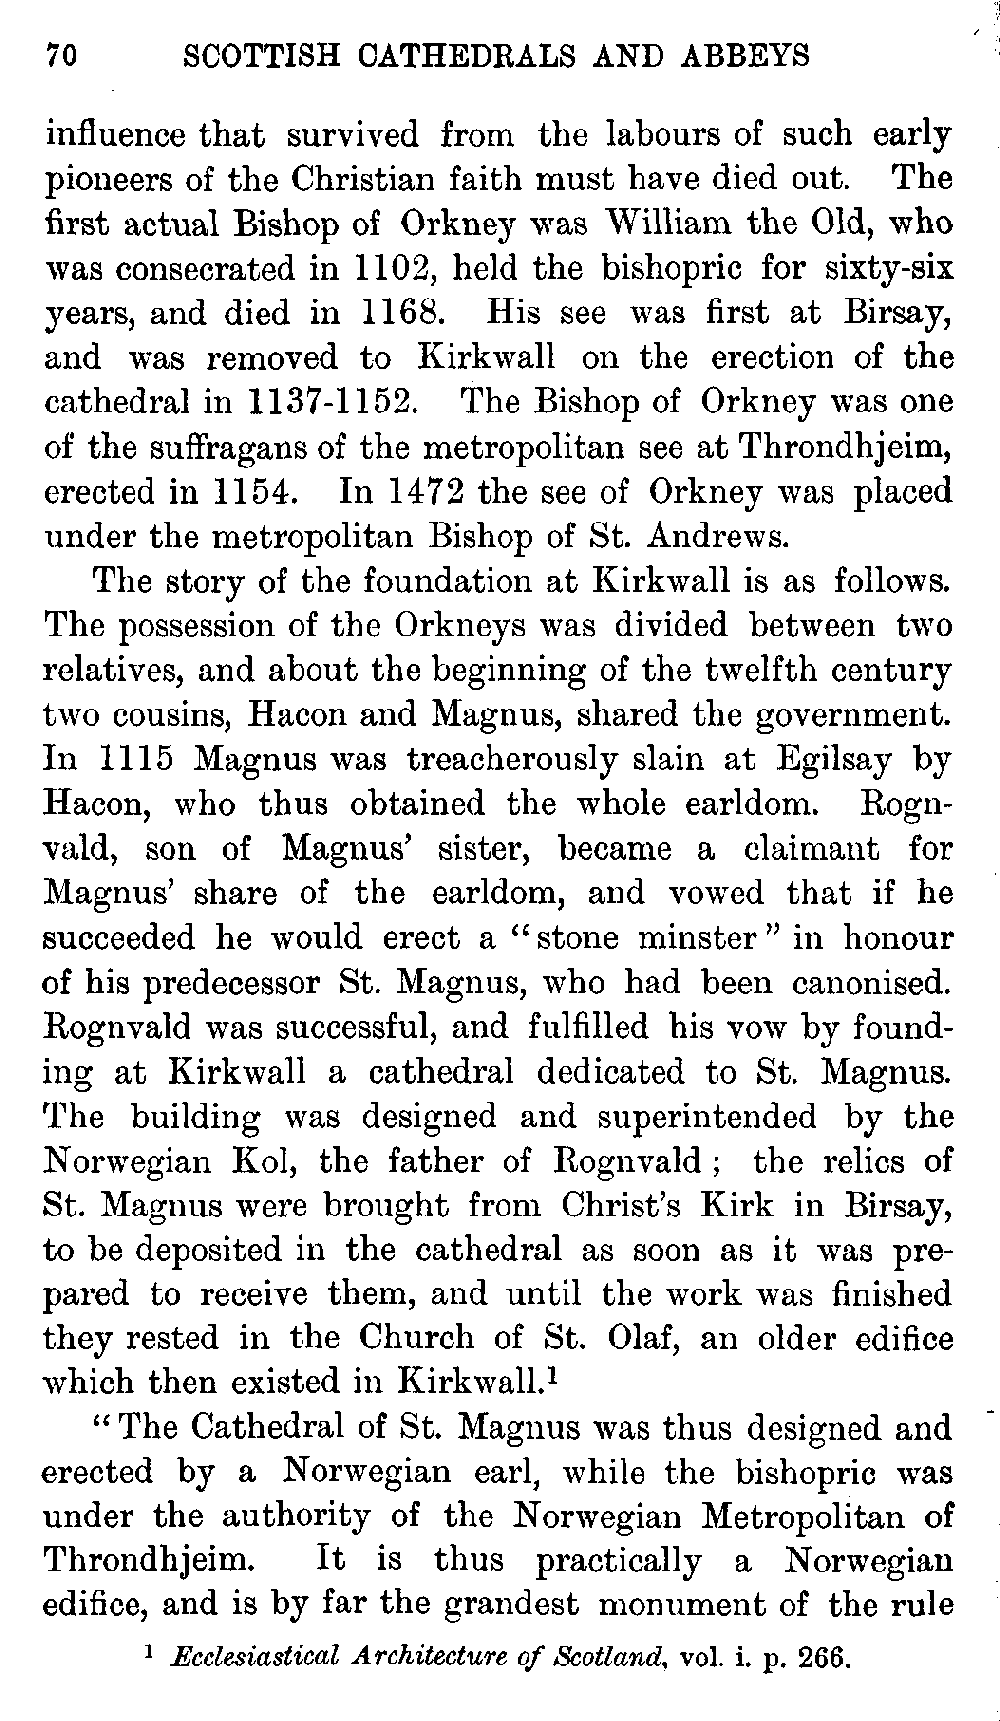 70 SCOTTISH CATHEDRALS AND ABBEYS
influence that survived from the labours of such early
pioneers of the Christian faith must have died out. The
first actual Bishop of Orkney was William the Old, who
was consecrated in 1102, held the bishopric for sixty-six
years, and died in 1168. His see was first at Birsay,
and was removed to Kirkwall on the erection of the
cathedral in 1137-1152. The Bishop of Orkney was one
of the suffragans of the metropolitan see at Throndhjeim,
erected in 1154. In 1472 the see of Orkney was placed
under the metropolitan Bishop of St. Andrews.
The story of the foundation at Kirkwall is as follows.
The possession of the Orkneys was divided between two
relatives, and about the beginning of the twelfth century
two cousins, Hacon and Magnus, shared the government.
In 1115 Magnus was treacherously slain at Egilsay by
Hacon, who thus obtained the whole earldom. Rogn-
vald, son of Magnus' sister, became a claimant for
Magnus' share of the earldom, and vowed that if he
succeeded he would erect a "stone minster" in honour
of his predecessor St. Magnus, who had been canonised.
Rognvald was successful, and fulfilled his vow by found-
ing at Kirkwall a cathedral dedicated to St. Magnus.
The building was designed and superintended by the
Norwegian Kol, the father of Rognvald; the relics of
St. Magnus were brought from Christ's Kirk in Birsay,
to be deposited in the cathedral as soon as it was pre-
pared to receive them, and until the work was finished
they rested in the Church of St. Olaf, an older edifice
which then existed in Kirkwall.¹
"The Cathedral of St. Magnus was thus designed and
erected by a Norwegian earl, while the bishopric was
under the authority of the Norwegian Metropolitan of
Throndhjeim. It is thus practically a Norwegian
edifice, and is by far the grandest monument of the rule
¹ Ecclesiastical Architecture of Scotland, vol. i. p. 266.